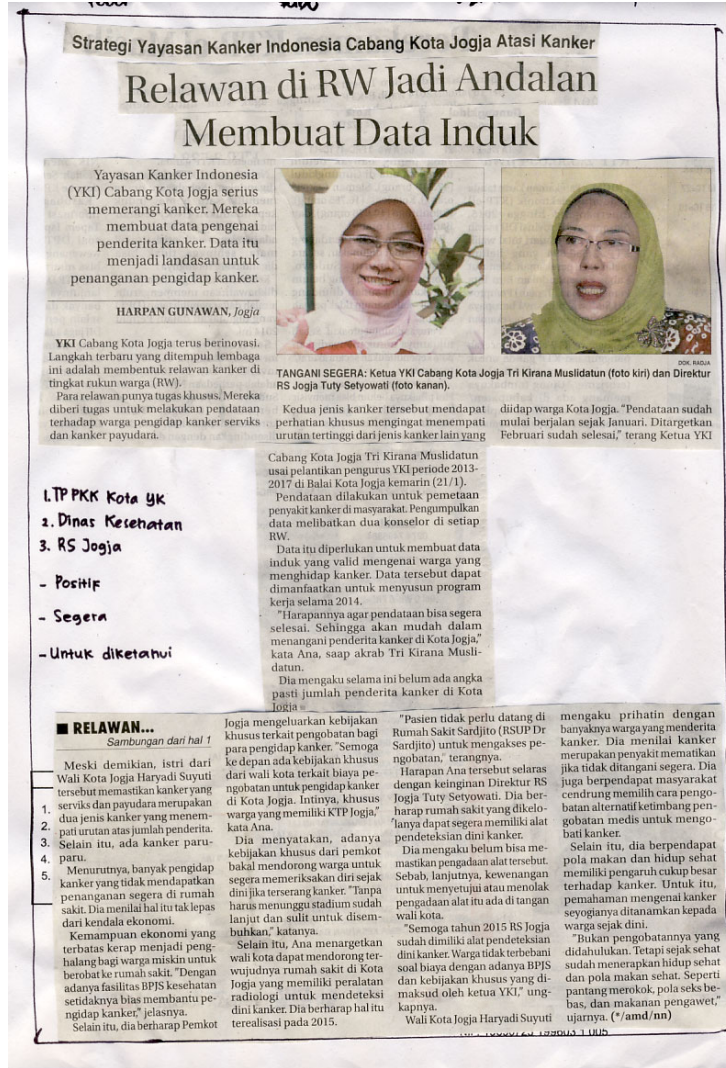 Strategi Yayasan Kanker Indonesia Cabang Kota Jogja Atasi Kanker
Relawan di RW Jadi Andalan
Membuat Data Induk
Yayasan Kanker Indonesia
(YKI) Cabang Kota Jogja serius
memerangi kanker. Mereka
membuat data pengenai
penderita kanker. Data itu
menjadi landasan untuk
penanganan pengidap kanker.
HARPAN GUNAWAN, Jogja
YKI Cabang Kota Jogja terus berinovasi.
Langkah terbaru yang ditempuh lembaga
ini adalah membentuk relawan kanker di
tingkat rukun warga (RW).
Para relawan punya tugas khusus. Mereka
diberi tugas untuk melakukan pendataan
terhadap warga pengidap kanker serviks
dan kanker payudara.
DOK. RADJA
TANGANI SEGERA: Ketua YKI Cabang Kota Jogja Tri Kirana Muslidatun (foto kiri) dan Direktur
RS Jogja Tuty Setyowati (foto kanan).
Kedua jenis kanker tersebut mendapat
perhatian khusus mengingat menempati
urutan tertinggi dari jenis kanker lain yang
diidap warga Kota Jogja. “Pendataan sudah
mulai berjalan sejak Januari. Ditargetkan
Februari sudah selesai,” terang Ketua YKI
Cabang Kota Jogja Tri Kirana Muslidatun
usai pelantikan pengurus YKI periode 2013-
2017 di Balai Kota Jogja kemarin (21/1).
Pendataan dilakukan untuk pemetaan
penyakit kanker di masyarakat. Pengumpulkan
data melibatkan dua konselor di setiap
RW.
Data itu diperlukan untuk membuat data
induk yang valid mengenai warga yang
menghidap kanker. Data tersebut dapat
dimanfaatkan untuk menyusun program
kerja selama 2014.
"Harapannya agar pendataan bisa segera
selesai. Sehingga akan mudah dalam
menangani penderita kanker di Kota Jogja,"
kata Ana, saap akrab Tri Kirana Musli-
datun.
Dia mengaku selama ini belum ada angka
pasti jumlah penderita kanker di Kota
Jogja
1. TP PKK Kota YK
2. Dinas Kesehatan
3. RS Jogja
- Positif
- Segera
- Untuk diketahui
1.
2.
3.
4.
5.
RELAWAN...
Sambungan dari hal 1
Meski demikian, istri dari
Wali Kota Jogja Haryadi Suyuti
tersebut memastikan kanker yang
serviks dan payudara merupakan
dua jenis kanker yang menem-
pati urutan atas jumlah penderita.
Selain itu, ada kanker paru-
paru.
Menurutnya, banyak pengidap
kanker yang tidak mendapatkan
penanganan segera di rumah
sakit. Dia menilai hal itu tak lepas
dari kendala ekonomi.
Kemampuan ekonomi yang
terbatas kerap menjadi peng-
halang bagi warga miskin untuk
berobat ke rumah sakit. "Dengan
adanya fasilitas BPJS kesehatan
setidaknya bias membantu pe-
ngidap kanker," jelasnya.
Selain itu, dia berharap Pemkot
Jogja mengeluarkan kebijakan
khusus terkait pengobatan bagi
para pengidap kanker. "Semoga
ke depan ada kebijakan khusus
dari wali kota terkait biaya pe-
ngobatan untuk pengidap kanker
di Kota Jogja. Intinya, khusus
warga yang memiliki KTP Jogja,"
kata Ana.
Dia menyatakan, adanya
kebijakan khusus dari pemkot
bakal mendorong warga untuk
segera memeriksakan diri sejak
dini jika terserang kanker. "Tanpa
harus menunggu stadium sudah
lanjut dan sulit untuk disem-
buhkan," katanya.
Selain itu, Ana menargetkan
wali kota dapat mendorong ter-
wujudnya rumah sakit di Kota
Jogja yang memiliki peralatan
radiologi untuk mendeteksi
dini kanker. Dia berharap hal itu
terealisasi pada 2015.
"Pasien tidak perlu datang di
Rumah Sakit Sardjito (RSUP Dr
Sardjito) untuk mengakses pe-
ngobatan," terangnya.
Harapan Ana tersebut selaras
dengan keinginan Direktur RS
Jogja Tuty Setyowati. Dia ber-
harap rumah sakit yang dikelo-
lanya dapat segera memiliki alat
pendeteksian dini kanker.
Dia mengaku belum bisa me-
mastikan pengadaan alat tersebut.
Sebab, lanjutnya, kewenangan
untuk menyetujui atau menolak
pengadaan alat itu ada di tangan
wali kota.
"Semoga tahun 2015 RS Jogja
sudah dimiliki alat pendeteksian
dini kanker. Warga tidak terbebani
soal biaya dengan adanya BPJS
dan kebijakan khusus yang di-
maksud oleh ketua YKI," ung-
kapnya.
Wali Kota Jogja Haryadi Suyuti
mengaku prihatin dengan
banyaknya warga yang menderita
kanker. Dia menilai kanker
merupakan penyakit mematikan
jika tidak ditangani segera. Dia
juga berpendapat masyarakat
cendrung memilih cara pengo-
batan alternatif ketimbang pen-
gobatan medis untuk mengo-
bati kanker.
Selain itu, dia berpendapat
pola makan dan hidup sehat
memiliki pengaruh cukup besar
terhadap kanker. Untuk itu,
pemahaman mengenai kanker
seyogianya ditanamkan kepada
warga sejak dini.
"Bukan pengobatannya yang
didahulukan. Tetapi sejak sehat
sudah menerapkan hidup sehat
dan pola makan sehat. Seperti
pantang merokok, pola seks be-
bas, dan makanan pengawet,"
ujarnya. (*/amd/nn)